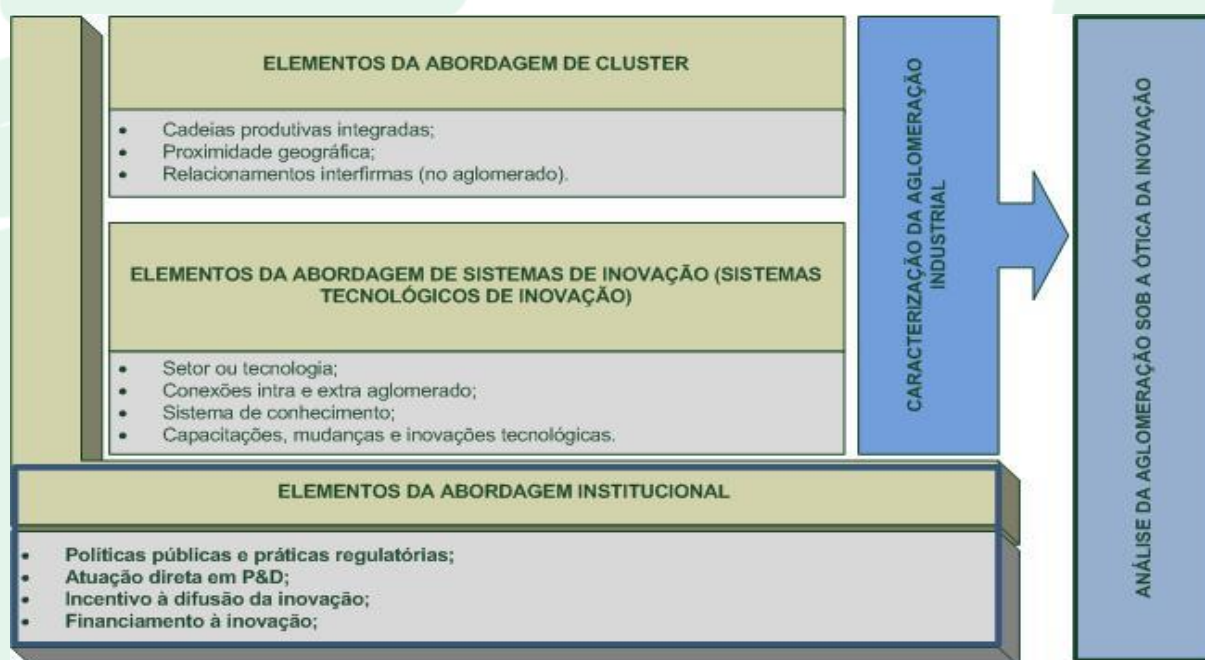 ELEMENTOS DA ABORDAGEM DE CLUSTER
• Cadeias produtivas integradas;
• Proximidade geográfica;
• Relacionamentos interfirmas (no aglomerado).
ELEMENTOS DA ABORDAGEM DE SISTEMAS DE INOVAÇÃO (SISTEMAS
TECNOLÓGICOS DE INOVAÇÃO)
• Setor ou tecnologia;
• Conexões intra e extra aglomerado;
• Sistema de conhecimento;
• Capacitações, mudanças e inovações tecnológicas.
ELEMENTOS DA ABORDAGEM INSTITUCIONAL
• Políticas públicas e práticas regulatórias;
• Atuação direta em P&D;
• Incentivo à difusão da inovação;
• Financiamento à inovação;
CARACTERIZAÇÃO DA AGLOMERAÇÃO
INDUSTRIAL
ANÁLISE DA AGLOMERAÇÃO SOB A ÓTICA DA INOVAÇÃO